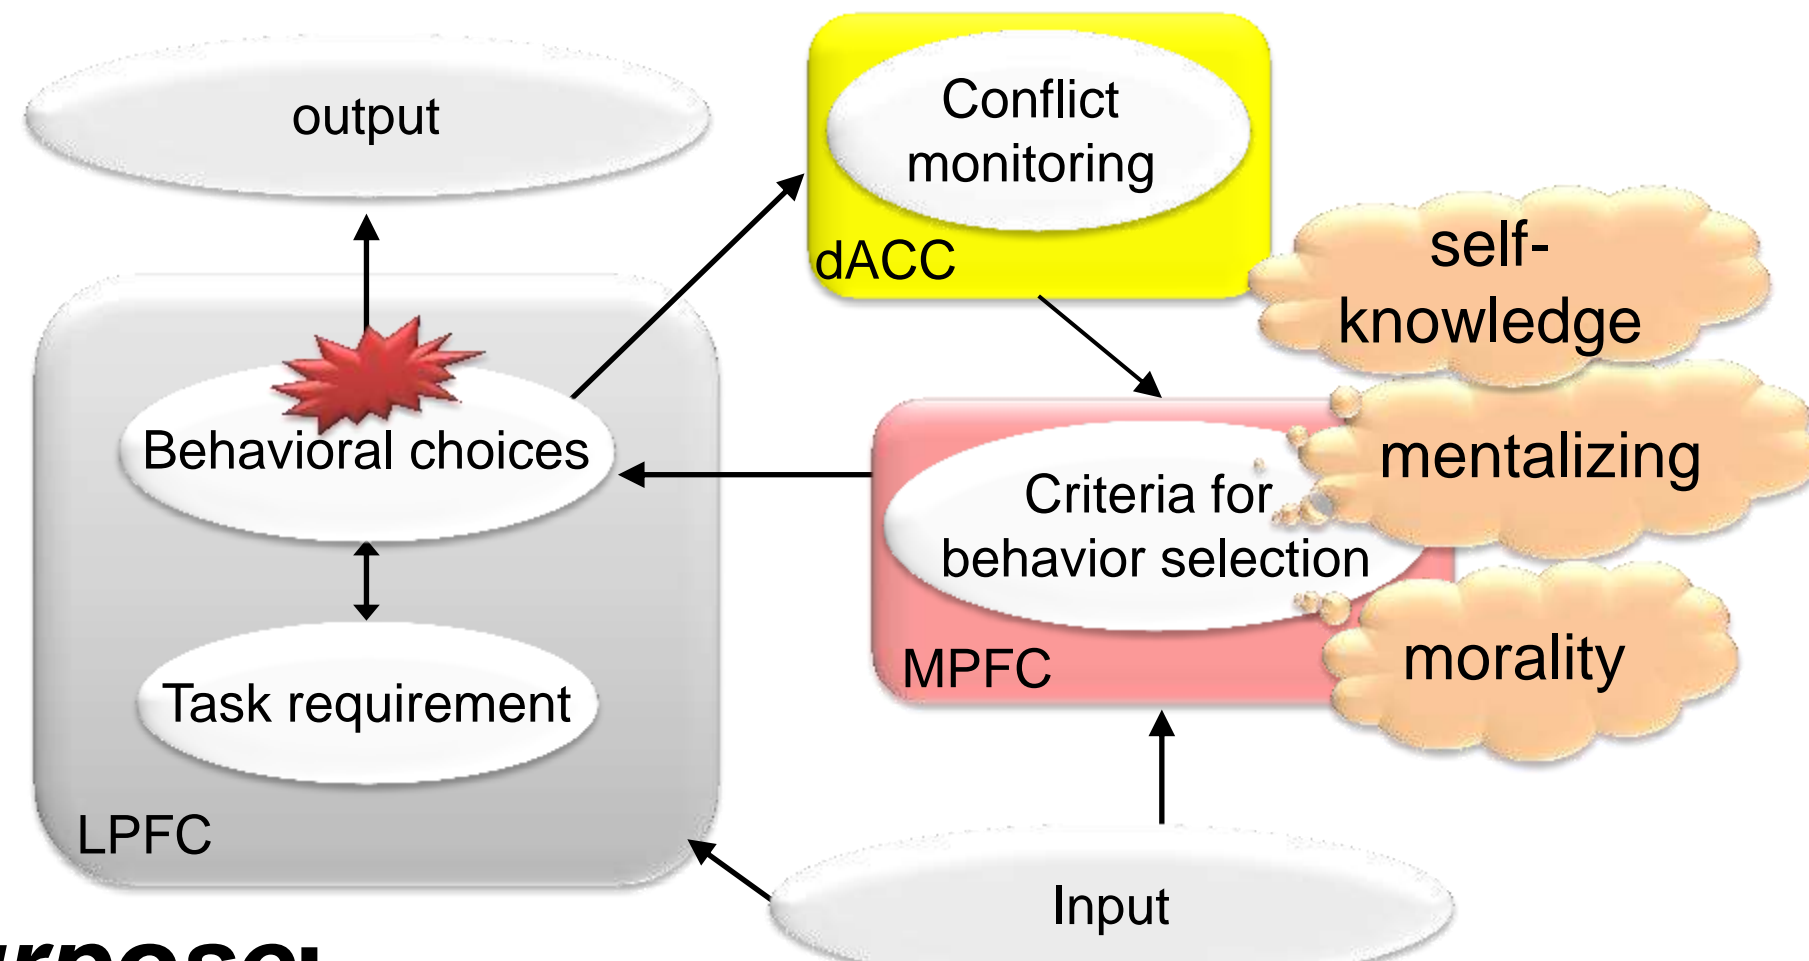 output
Conflict
monitoring
dACC
self-
knowledge
Behavioral choices
mentalizing
Criteria for
behavior selection
MPFC
morality
Task requirement
LPFC
Input